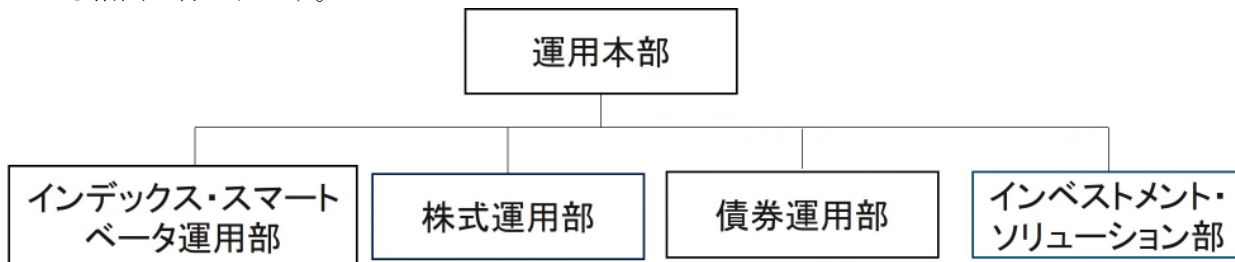 運用本部
インデックス・スマート
ベータ運用部
株式運用部
債券運用部
インベストメント・
ソリューション部